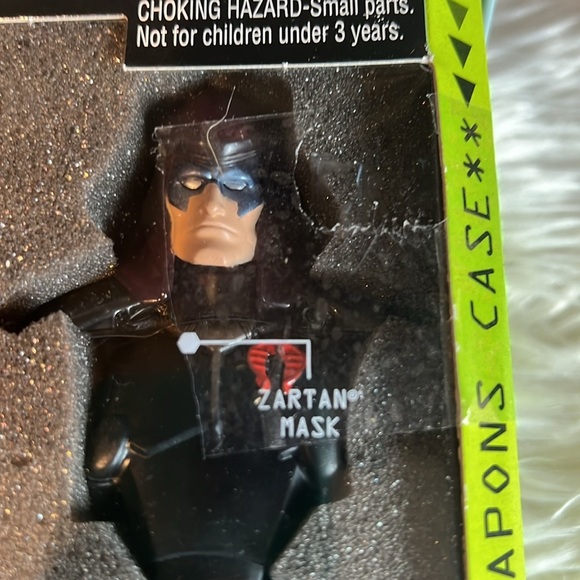 CHOKING HAZARD-Small parts.
Not for children under 3 years.
ZARTAN®
MASK
APONS CASE**